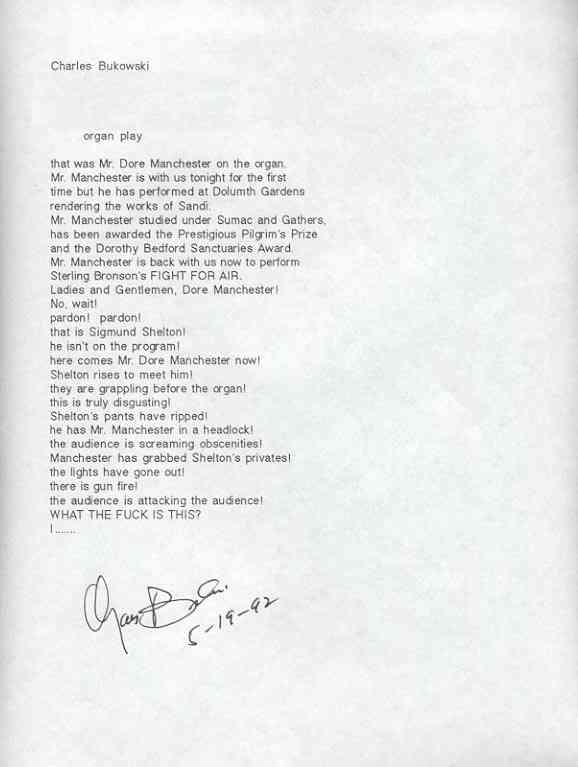 Charles Bukowski
organ play
that was Mr. Dore Manchester on the organ.
Mr. Manchester is with us tonight for the first
time but he has performed at Dolumth Gardens
rendering the works of Sandi.
Mr. Manchester studied under Sumac and Gathers,
has been awarded the Prestigious Pilgrim's Prize
and the Dorothy Bedford Sanctuaries Award.
Mr. Manchester is back with us now to perform
Sterling Bronson's FIGHT FOR AIR.
Ladies and Gentlemen, Dore Manchester!
No, wait!
pardon!  pardon!
that is Sigmund Shelton!
he isn't on the program!
here comes Mr. Dore Manchester now!
Shelton rises to meet him!
they are grappling before the organ!
this is truly disgusting!
Shelton's pants have ripped!
he has Mr. Manchester in a headlock!
the audience is screaming obscenities!
Manchester has grabbed Shelton's privates!
the lights have gone out!
there is gun fire!
the audience is attacking the audience!
WHAT THE FUCK IS THIS?
I.......
5-19-92